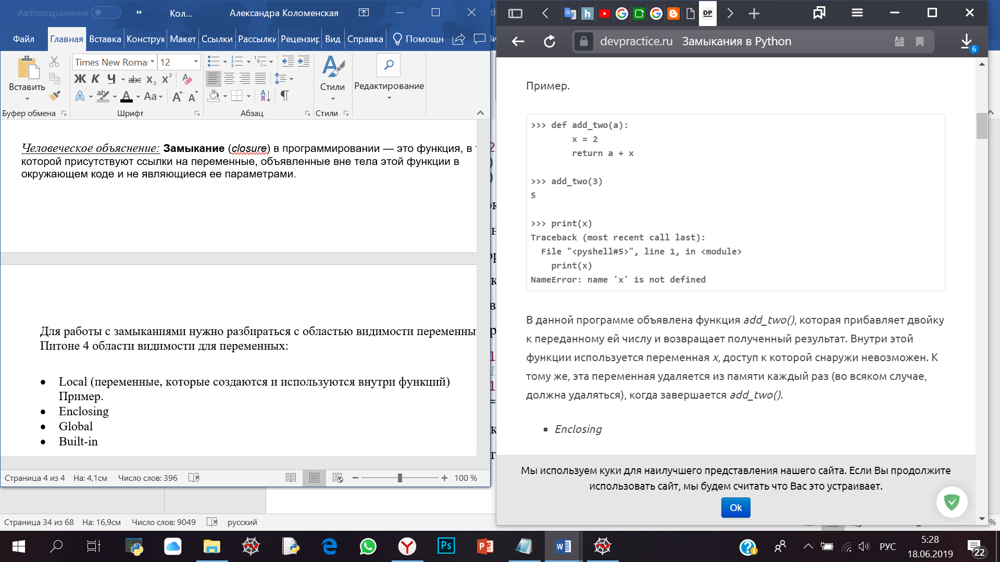 Автосохранение
Кол...
Александра Коломенская
Файл
Главная
Вставка
Конструк
Макет
Ссылки
Рассылки
Рецензир
Вид
Справка
Помощн
Вставить
Буфер обмена
Times New Roma
12
Ж К Ч abc x₂ x²
Aa
Шрифт
Абзац
Стили
Стили
Редактирование
Человеческое объяснение: Замыкание (closure) в программировании — это функция, в
которой присутствуют ссылки на переменные, объявленные вне тела этой функции в
окружающем коде и не являющиеся ее параметрами.
Для работы с замыканиями нужно разбираться с областью видимости
Питоне 4 области видимости для переменных:
• Local (переменные, которые создаются и используются внутри функций)
Пример.
• Enclosing
• Global
• Built-in
Страница 4 из 4 На: 4,1см Число слов: 396
100 %
Страница 34 из 68 На: 16,9см Число слов: 9049 русский
devpractice.ru Замыкания в Python
6
Пример.
>>> def add_two(a):
x = 2
return a + x
>>> add_two(3)
5
>>> print(x)
Traceback (most recent call last):
File "<pyshell#5>", line 1, in <module>
print(x)
NameError: name 'x' is not defined
В данной программе объявлена функция add_two(), которая прибавляет двойку
к переданному ей числу и возвращает полученный результат. Внутри этой
функции используется переменная x, доступ к которой снаружи невозможен. К
тому же, эта переменная удаляется из памяти каждый раз (во всяком случае,
должна удаляться), когда завершается add_two().
▪ Enclosing
Мы используем куки для наилучшего представления нашего сайта. Если Вы продолжите
использовать сайт, мы будем считать что Вас это устраивает.
Ok
РУС
5:28
18.06.2019
22